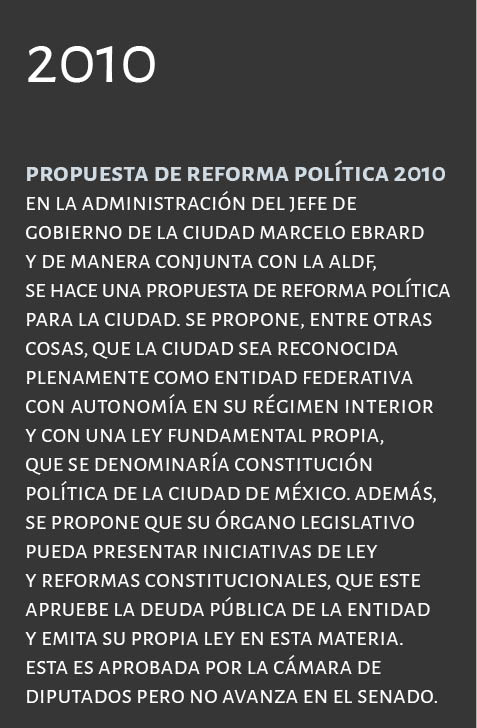 2010
PROPUESTA DE REFORMA POLÍTICA 2010
EN LA ADMINISTRACIÓN DEL JEFE DE
GOBIERNO DE LA CIUDAD MARCELO EBRARD
Y DE MANERA CONJUNTA CON LA ALDF,
SE HACE UNA PROPUESTA DE REFORMA POLÍTICA
PARA LA CIUDAD. SE PROPONE, ENTRE OTRAS
COSAS, QUE LA CIUDAD SEA RECONOCIDA
PLENAMENTE COMO ENTIDAD FEDERATIVA
CON AUTONOMÍA EN SU RÉGIMEN INTERIOR
Y CON UNA LEY FUNDAMENTAL PROPIA,
QUE SE DENOMINARÍA CONSTITUCIÓN
POLÍTICA DE LA CIUDAD DE MÉXICO. ADEMÁS,
SE PROPONE QUE SU ÓRGANO LEGISLATIVO
PUEDA PRESENTAR INICIATIVAS DE LEY
Y REFORMAS CONSTITUCIONALES, QUE ESTE
APRUEBE LA DEUDA PÚBLICA DE LA ENTIDAD
Y EMITA SU PROPIA LEY EN ESTA MATERIA.
ESTA ES APROBADA POR LA CÁMARA DE
DIPUTADOS PERO NO AVANZA EN EL SENADO.